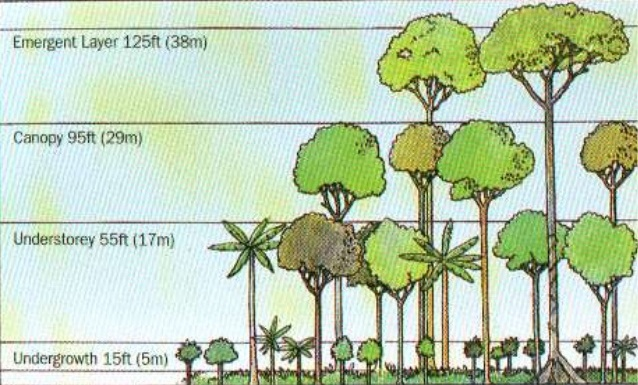 Emergent Layer 125ft (38m)
Canopy 95ft (29m)
Understorey 55ft (17m)
Undergrowth 15ft (5m)